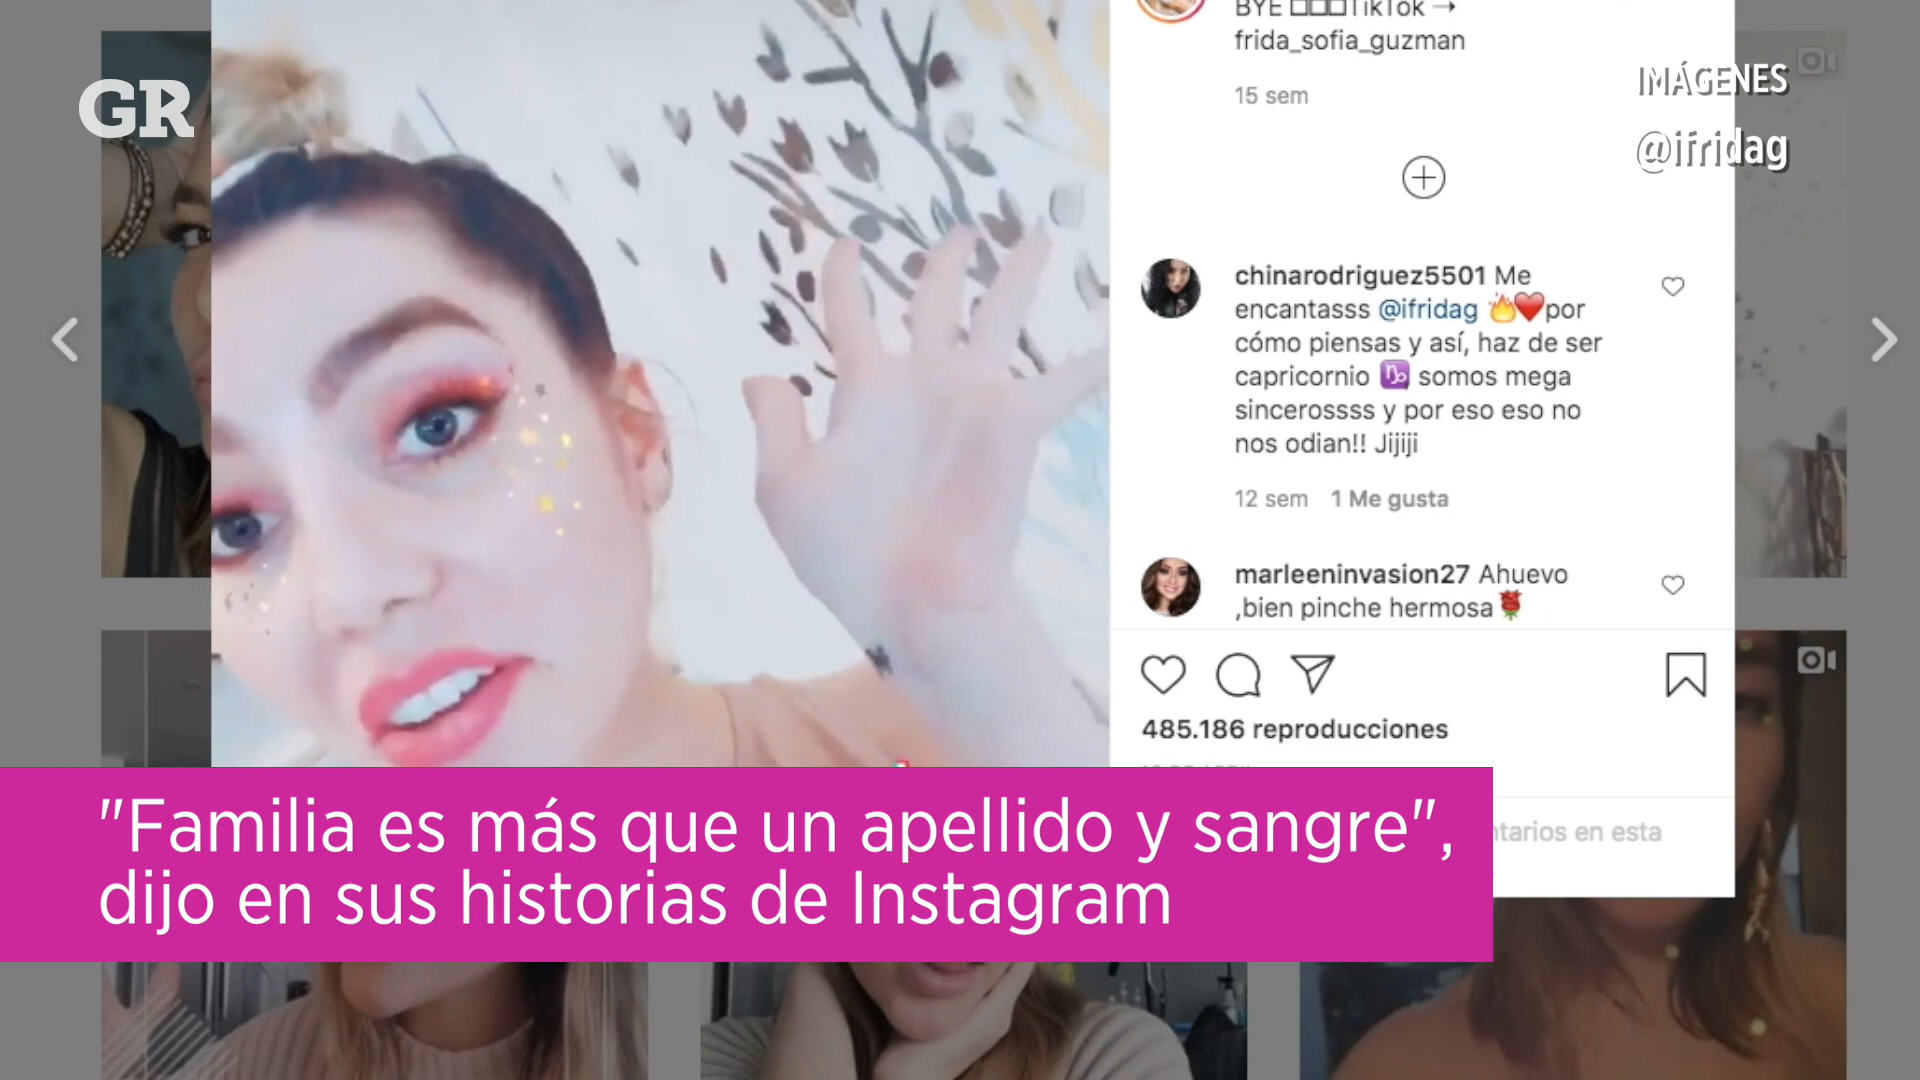 BYE TikTok →
frida_sofia_guzman
15 sem
GR
IMÁGENES
@ifridag
chinarodriguez5501 Me
encantasss @ifridag 🔥❤️por
cómo piensas y así, haz de ser
capricornio ♑ somos mega
sincerossss y por eso eso no
nos odian!! Jijiji
12 sem 1 Me gusta
marleeninvasion27 Ahuevo
,bien pinche hermosa🌹
485.186 reproducciones
en esta
"Familia es más que un apellido y sangre",
dijo en sus historias de Instagram